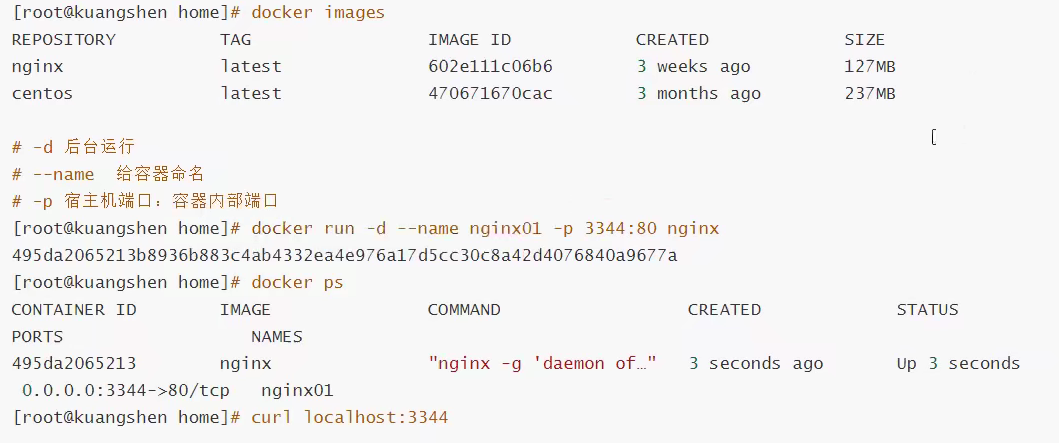 [root@kuangshen home]# docker images
REPOSITORY TAG IMAGE ID CREATED SIZE
nginx latest 602e111c06b6 3 weeks ago 127MB
centos latest 470671670cac 3 months ago 237MB
# -d 后台运行
# --name 给容器命名
# -p 宿主机端口：容器内部端口
[root@kuangshen home]# docker run -d --name nginx01 -p 3344:80 nginx
495da2065213b8936b883c4ab4332ea4e976a17d5cc30c8a42d4076840a9677a
[root@kuangshen home]# docker ps
CONTAINER ID IMAGE COMMAND CREATED STATUS
PORTS NAMES
495da2065213 nginx "nginx -g 'daemon of…" 3 seconds ago Up 3 seconds
0.0.0.0:3344->80/tcp nginx01
[root@kuangshen home]# curl localhost:3344